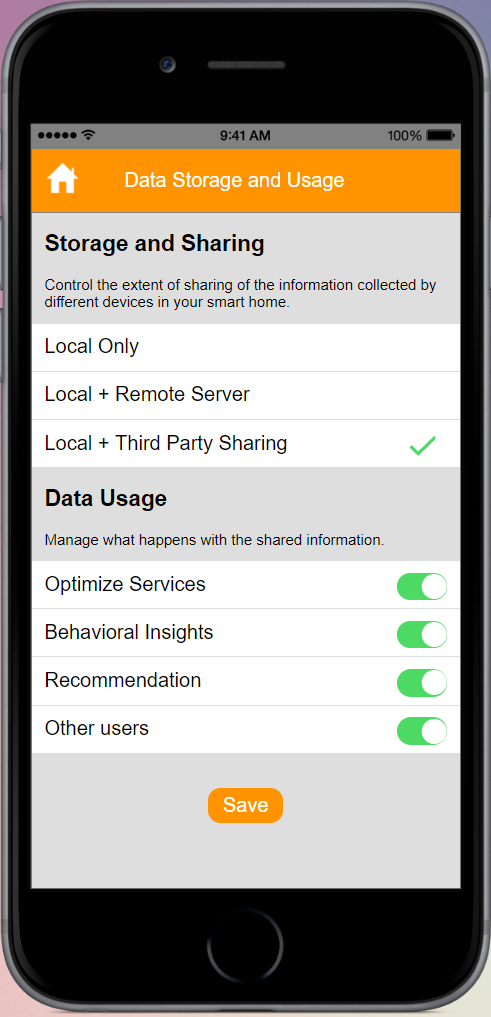 9:41 AM 100%
Data Storage and Usage
Storage and Sharing
Control the extent of sharing of the information collected by
different devices in your smart home.
Local Only
Local + Remote Server
Local + Third Party Sharing
Data Usage
Manage what happens with the shared information.
Optimize Services
Behavioral Insights
Recommendation
Other users
Save